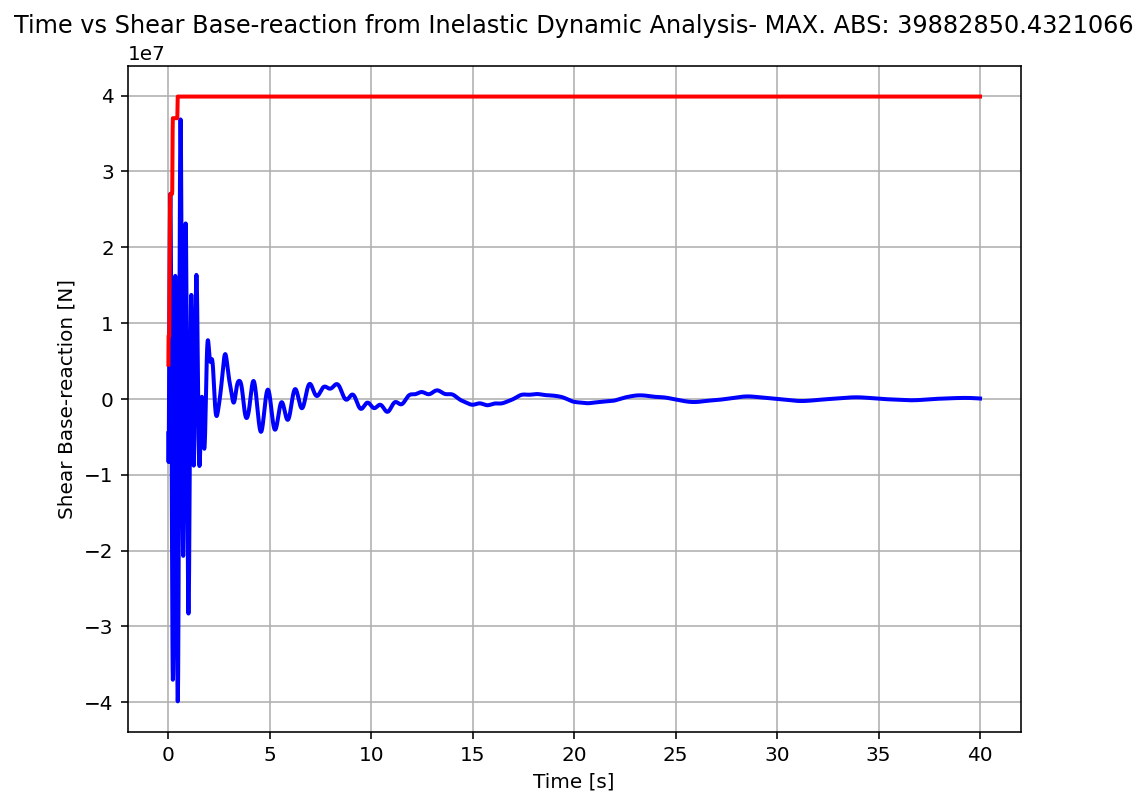 Time vs Shear Base-reaction from Inelastic Dynamic Analysis- MAX. ABS: 39882850.4321066
1e7
4
3
2
1
0
−1
−2
−3
−4
Shear Base-reaction [N]
0 5 10 15 20 25 30 35 40
Time [s]